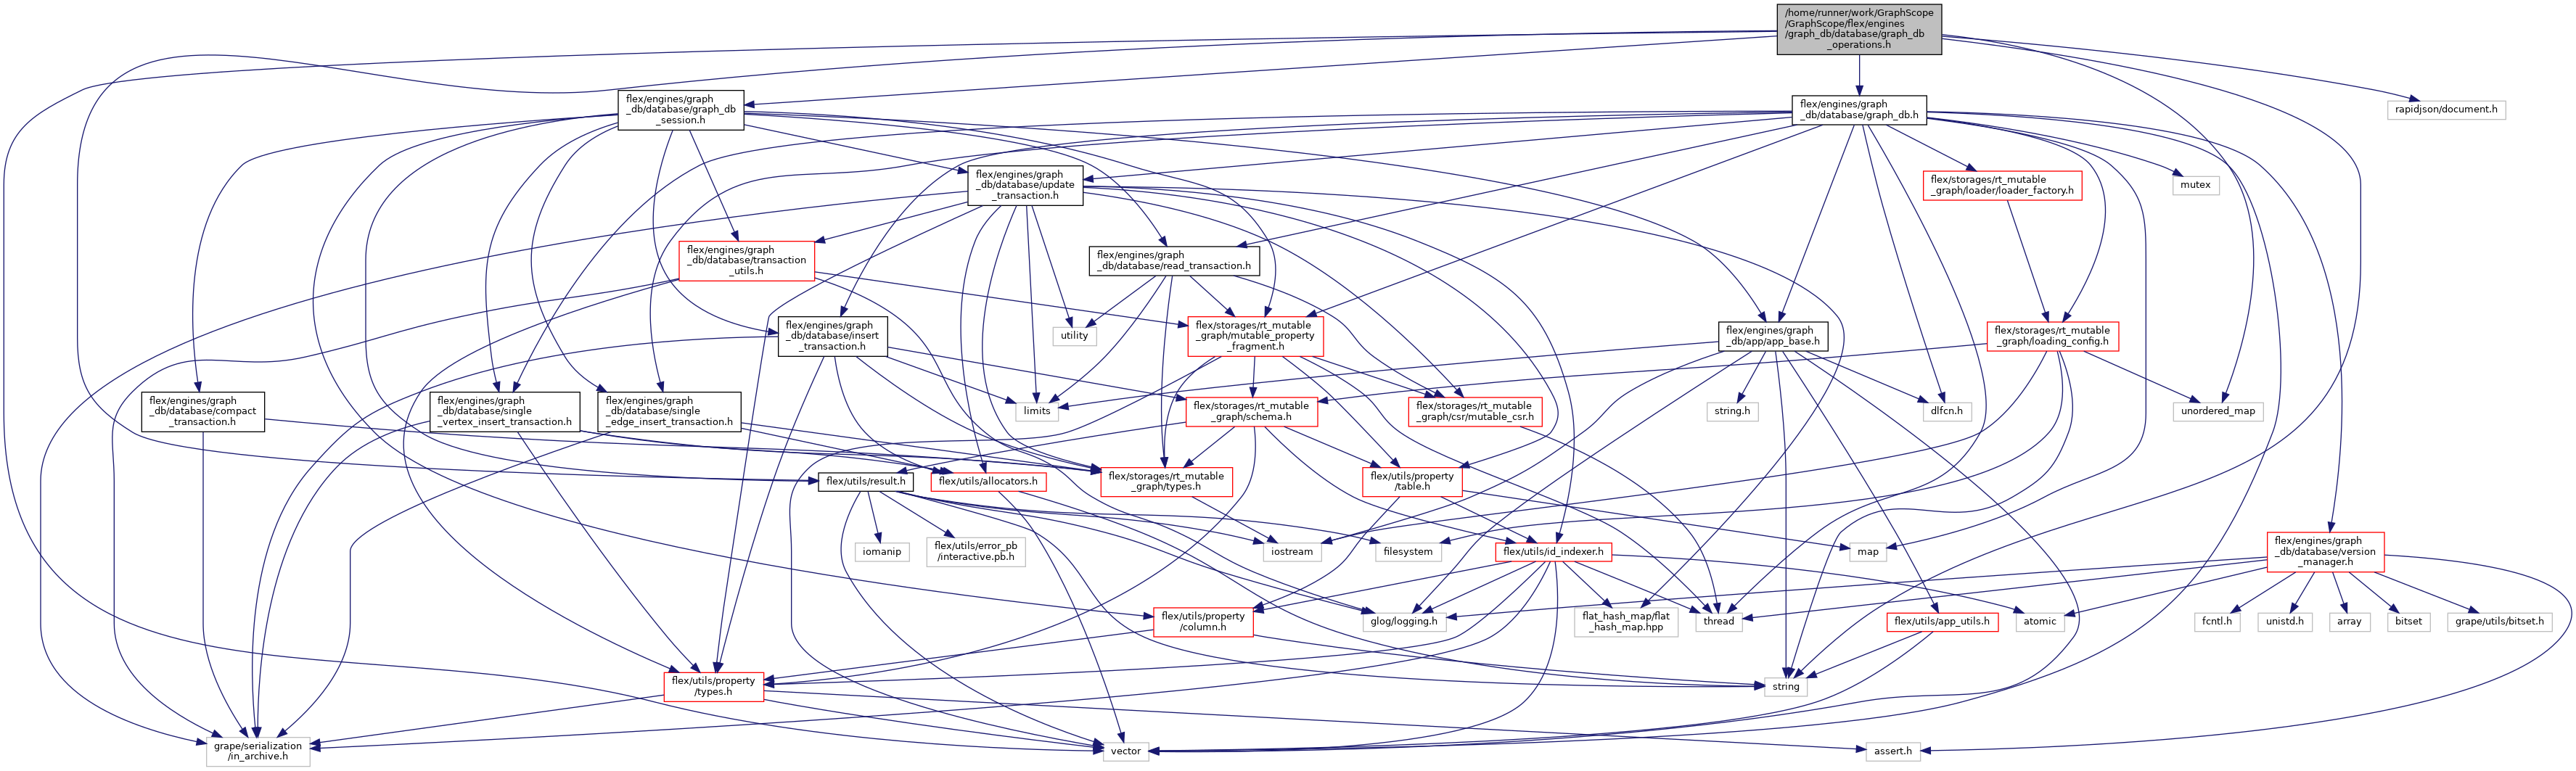 /home/runner/work/GraphScope
/GraphScope/flex/engines
/graph_db/database/graph_db
_operations.h
flex/engines/graph
_db/database/graph_db
_session.h
flex/engines/graph
_db/database/graph_db.h
rapidjson/document.h
flex/engines/graph
_db/database/update
_transaction.h
flex/storages/rt_mutable
_graph/loader/loader_factory.h
mutex
flex/engines/graph
_db/database/transaction
_utils.h
flex/engines/graph
_db/database/read_transaction.h
flex/engines/graph
_db/database/insert
_transaction.h
utility
flex/storages/rt_mutable
_graph/mutable_property
_fragment.h
flex/engines/graph
_db/app/app_base.h
flex/storages/rt_mutable
_graph/loading_config.h
flex/engines/graph
_db/database/compact
_transaction.h
flex/engines/graph
_db/database/single
_vertex_insert_transaction.h
flex/engines/graph
_db/database/single
_edge_insert_transaction.h
limits
flex/storages/rt_mutable
_graph/schema.h
flex/storages/rt_mutable
_graph/csr/mutable_csr.h
string.h
dlfcn.h
unordered_map
flex/utils/result.h
flex/utils/allocators.h
flex/storages/rt_mutable
_graph/types.h
flex/utils/property
/table.h
iomanip
flex/utils/error_pb
/interactive.pb.h
iostream
filesystem
flex/utils/id_indexer.h
map
flex/engines/graph
_db/database/version
_manager.h
flex/utils/property
/column.h
glog/logging.h
flat_hash_map/flat
_hash_map.hpp
thread
flex/utils/app_utils.h
atomic
fcntl.h
unistd.h
array
bitset
grape/utils/bitset.h
flex/utils/property
/types.h
string
grape/serialization
/in_archive.h
vector
assert.h